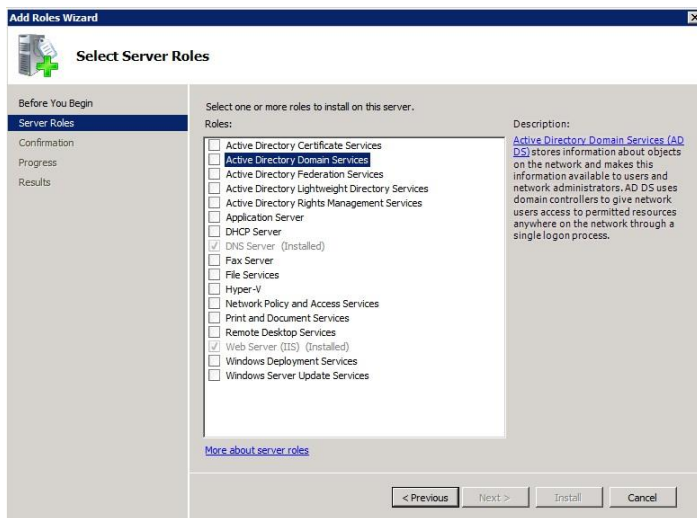 Add Roles Wizard
Select Server Roles
Before You Begin
Server Roles
Confirmation
Progress
Results
Select one or more roles to install on this server.
Roles:
Active Directory Certificate Services
Active Directory Domain Services
Active Directory Federation Services
Active Directory Lightweight Directory Services
Active Directory Rights Management Services
Application Server
DHCP Server
DNS Server (Installed)
Fax Server
File Services
Hyper-V
Network Policy and Access Services
Print and Document Services
Remote Desktop Services
Web Server (IIS) (Installed)
Windows Deployment Services
Windows Server Update Services
More about server roles
Description:
Active Directory Domain Services (AD
DS) stores information about objects
on the network and makes this
information available to users and
network administrators. AD DS uses
domain controllers to give network
users access to permitted resources
anywhere on the network through a
single logon process.
< Previous
Next >
Install
Cancel